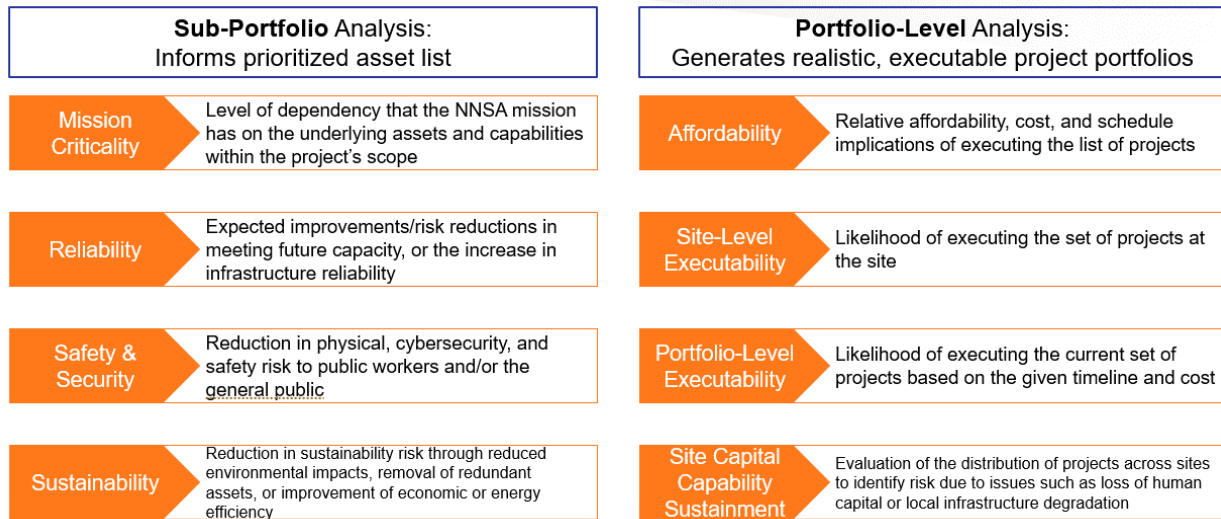 Sub-Portfolio Analysis:
Informs prioritized asset list
Mission
Criticality
Level of dependency that the NNSA mission
has on the underlying assets and capabilities
within the project's scope
Reliability
Expected improvements/risk reductions in
meeting future capacity, or the increase in
infrastructure reliability
Safety &
Security
Reduction in physical, cybersecurity, and
safety risk to public workers and/or the
general public
Sustainability
Reduction in sustainability risk through reduced
environmental impacts, removal of redundant
assets, or improvement of economic or energy
efficiency
Portfolio-Level Analysis:
Generates realistic, executable project portfolios
Affordability
Relative affordability, cost, and schedule
implications of executing the list of projects
Site-Level
Executability
Likelihood of executing the set of projects at
the site
Portfolio-Level
Executability
Likelihood of executing the current set of
projects based on the given timeline and cost
Site Capital
Capability
Sustainment
Evaluation of the distribution of projects across sites
to identify risk due to issues such as loss of human
capital or local infrastructure degradation